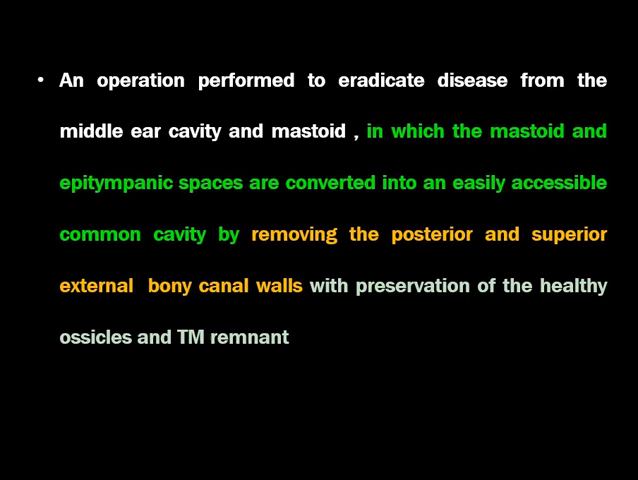 • An operation performed to eradicate disease from the
middle ear cavity and mastoid , in which the mastoid and
epitympanic spaces are converted into an easily accessible
common cavity by removing the posterior and superior
external bony canal walls with preservation of the healthy
ossicles and TM remnant